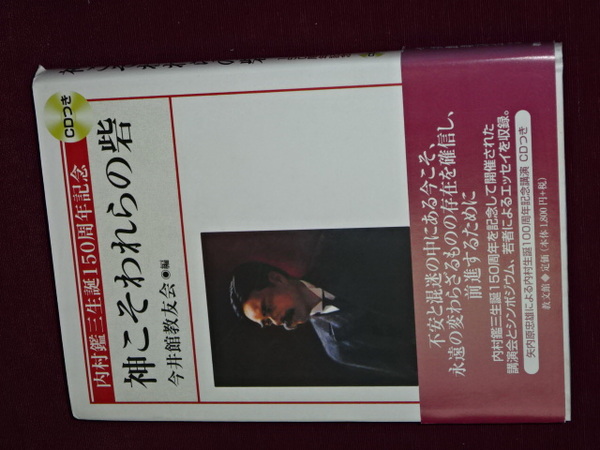 CDつき
内村鑑三生誕150周年記念
神こそわれらの砦
今井館教友会●編
不安と混迷の中にある今こそ、
永遠の変わらざるものの存在を確信し、
前進するために
内村鑑三生誕150周年を記念して開催された
講演会とシンポジウム、若者によるエッセイを収録。
矢内原忠雄による内村生誕100周年記念講演 CDつき
教文館◆定価(本体1,800円+税)